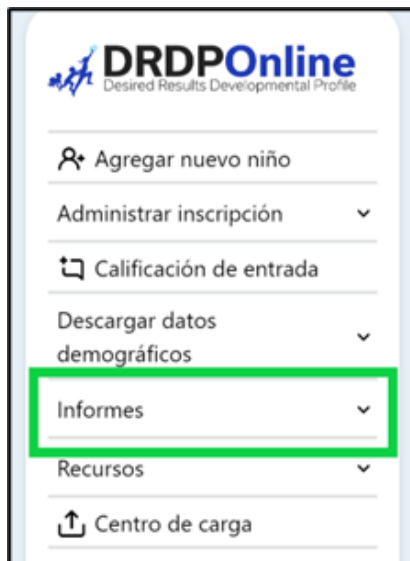 DRDPOnline
Desired Results Developmental Profile
Agregar nuevo niño
Administrar inscripción
Calificación de entrada
Descargar datos
demográficos
Informes
Recursos
Centro de carga